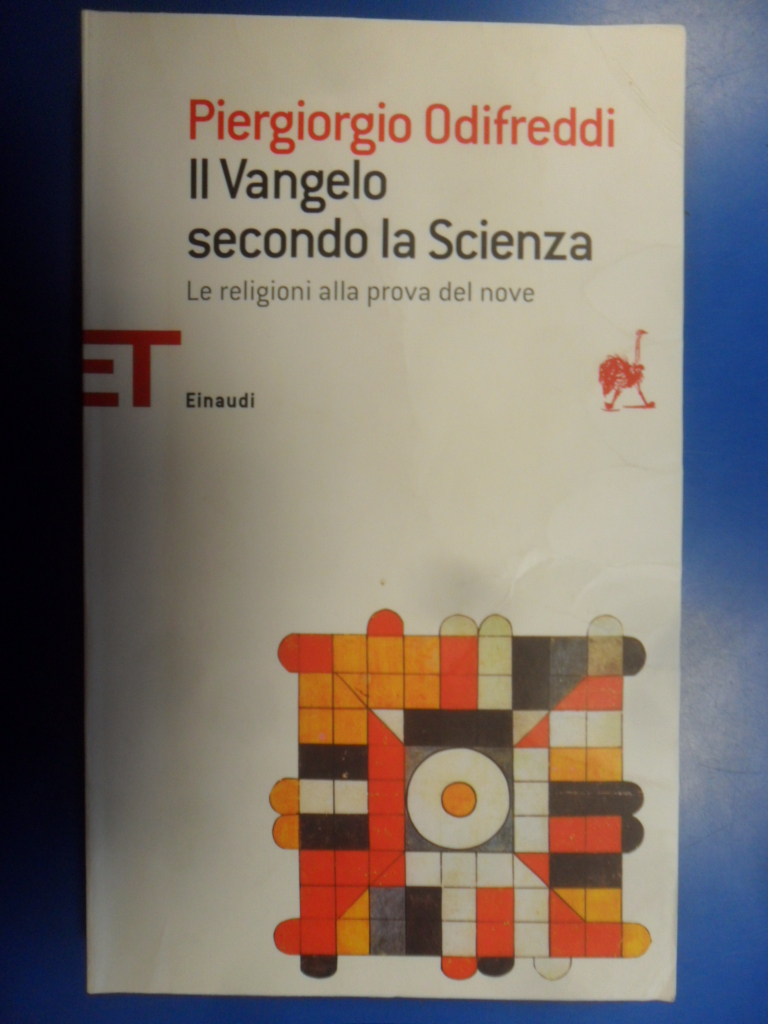 Piergiorgio Odifreddi
Il Vangelo
secondo la Scienza
Le religioni alla prova del nove
ET
Einaudi